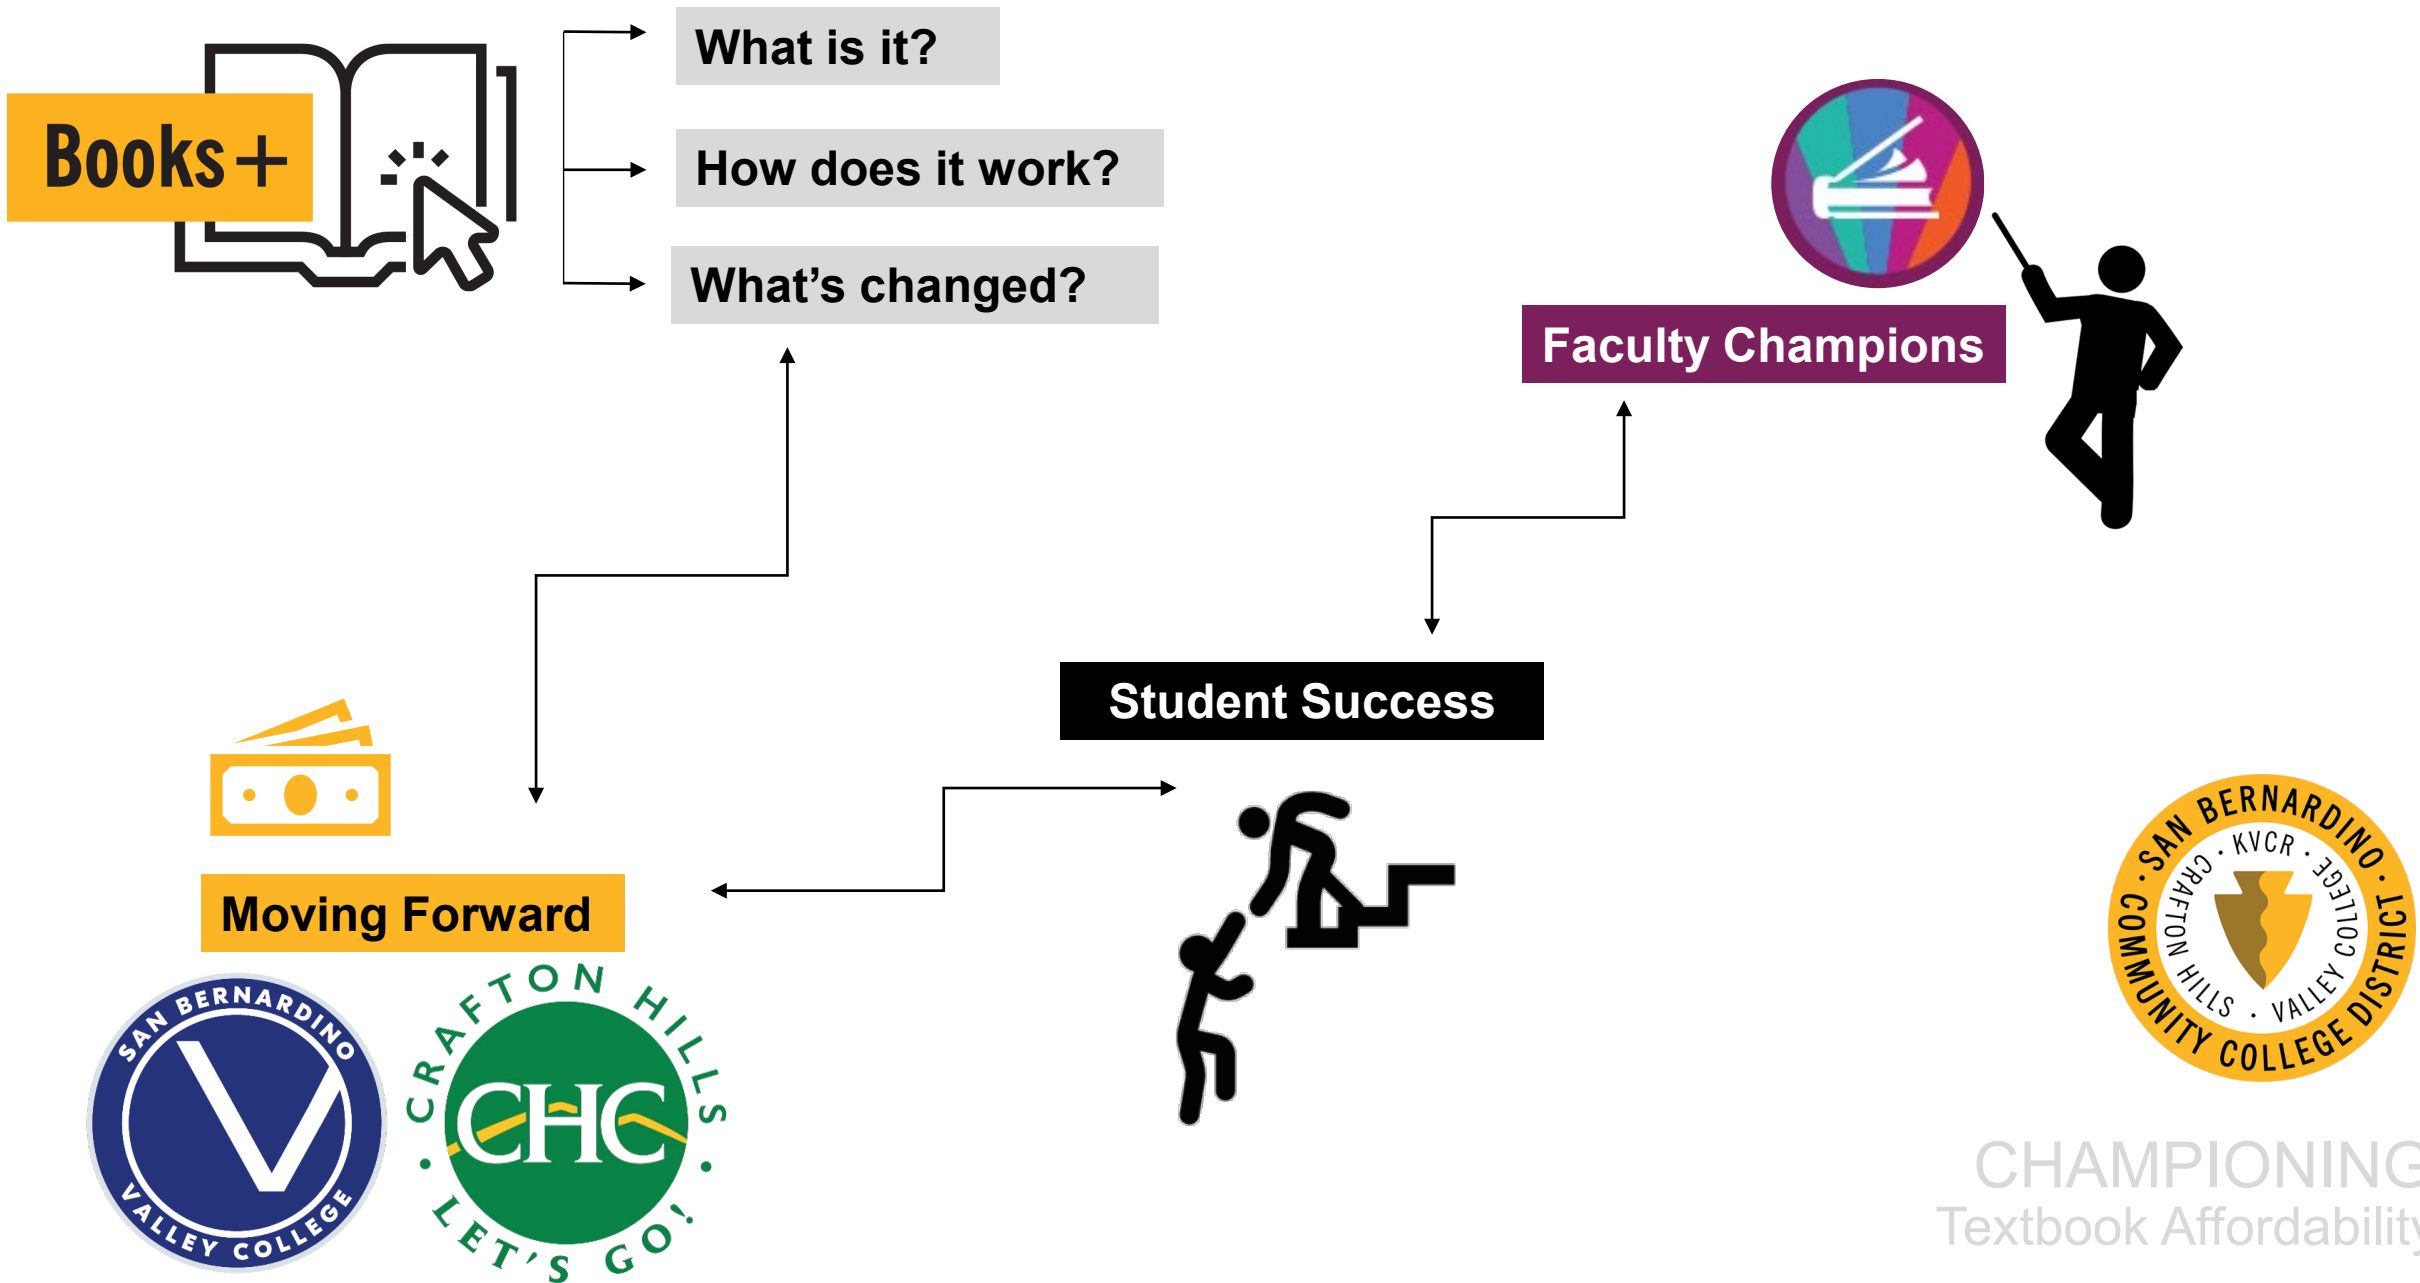 Books+
What is it?
How does it work?
What's changed?
Faculty Champions
Student Success
Moving Forward
SAN BERNARDINO
V
VALLEY COLLEGE
CRAFTON HILLS
CHC
LET'S GO!
· SAN BERNARDINO · COMMUNITY COLLEGE DISTRICT
· KVCR · CRAFTON HILLS · VALLEY COLLEGE
CHAMPIONING
Textbook Affordability